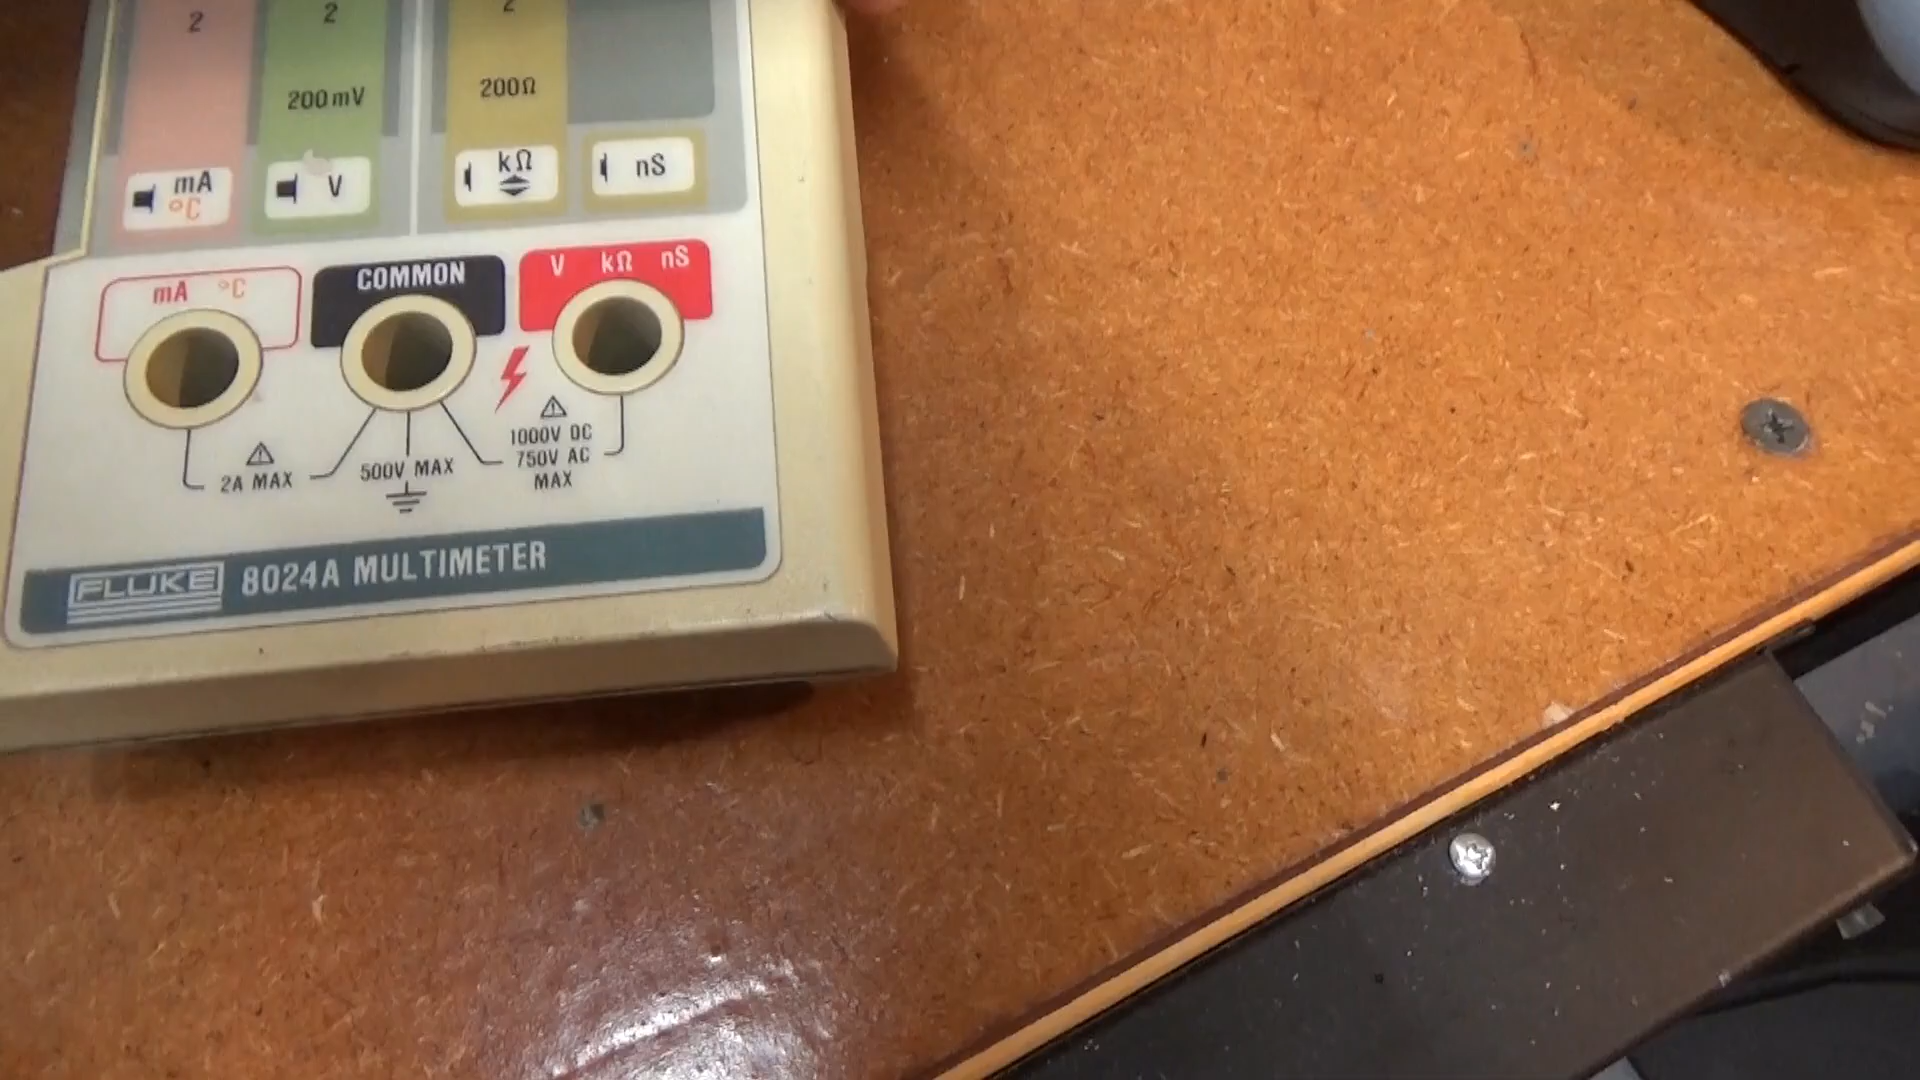 2
2
2
200mV
200Ω
mA
°C
V
kΩ
nS
mA °C
COMMON
V kΩ nS
2A MAX
500V MAX
1000V DC
750V AC
MAX
FLUKE 8024A MULTIMETER